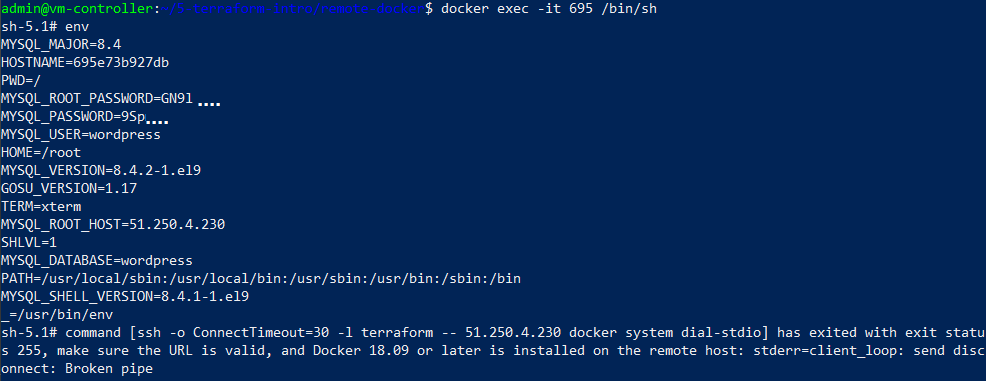 admin@vm-controller:~/5-terraform-intro/remote-docker$ docker exec -it 695 /bin/sh
sh-5.1# env
MYSQL_MAJOR=8.4
HOSTNAME=695e73b927db
PWD=/
MYSQL_ROOT_PASSWORD=GN9l ....
MYSQL_PASSWORD=9Sp....
MYSQL_USER=wordpress
HOME=/root
MYSQL_VERSION=8.4.2-1.el9
GOSU_VERSION=1.17
TERM=xterm
MYSQL_ROOT_HOST=51.250.4.230
SHLVL=1
MYSQL_DATABASE=wordpress
PATH=/usr/local/sbin:/usr/local/bin:/usr/sbin:/usr/bin:/sbin:/bin
MYSQL_SHELL_VERSION=8.4.1-1.el9
_=/usr/bin/env
sh-5.1# command [ssh -o ConnectTimeout=30 -l terraform -- 51.250.4.230 docker system dial-stdio] has exited with exit statu
s 255, make sure the URL is valid, and Docker 18.09 or later is installed on the remote host: stderr=client_loop: send disc
onnect: Broken pipe